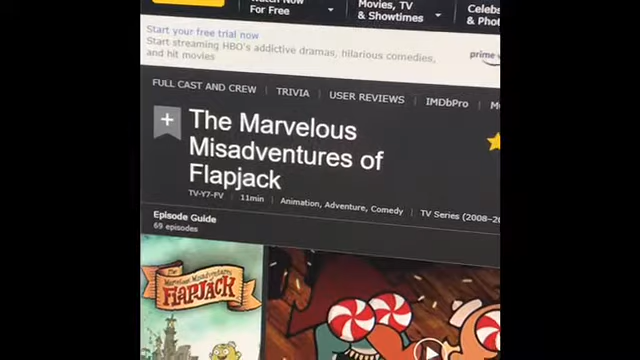 Watch Now
For Free
Movies, TV
& Showtimes
Celebs
& Phot
Start your free trial now
Start streaming HBO's addictive dramas, hilarious comedies,
and hit movies
prime
FULL CAST AND CREW | TRIVIA | USER REVIEWS | IMDbPro | M
The Marvelous
Misadventures of
Flapjack
TV-Y7-FV | 11min | Animation, Adventure, Comedy | TV Series (2008–20
Episode Guide
69 episodes
The
Marvelous Misadventures of
FLAPJACK